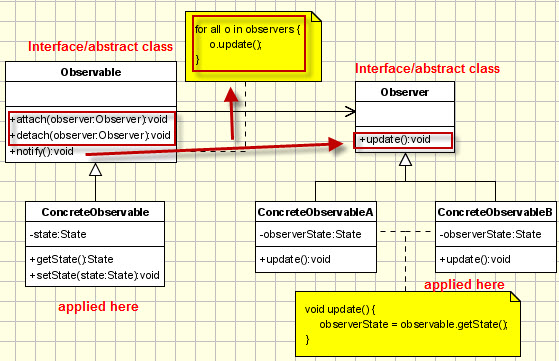 for all o in observers {
o.update();
}
Interface/abstract class
Observable
+attach(observer:Observer):void
+detach(observer:Observer):void
+notify():void
Interface/abstract class
Observer
+update():void
ConcreteObservable
-state:State
+getState():State
+setState(state:State):void
applied here
ConcreteObservableA
-observerState:State
+update():void
ConcreteObservableB
-observerState:State
+update():void
applied here
void update() {
observerState = observable.getState();
}